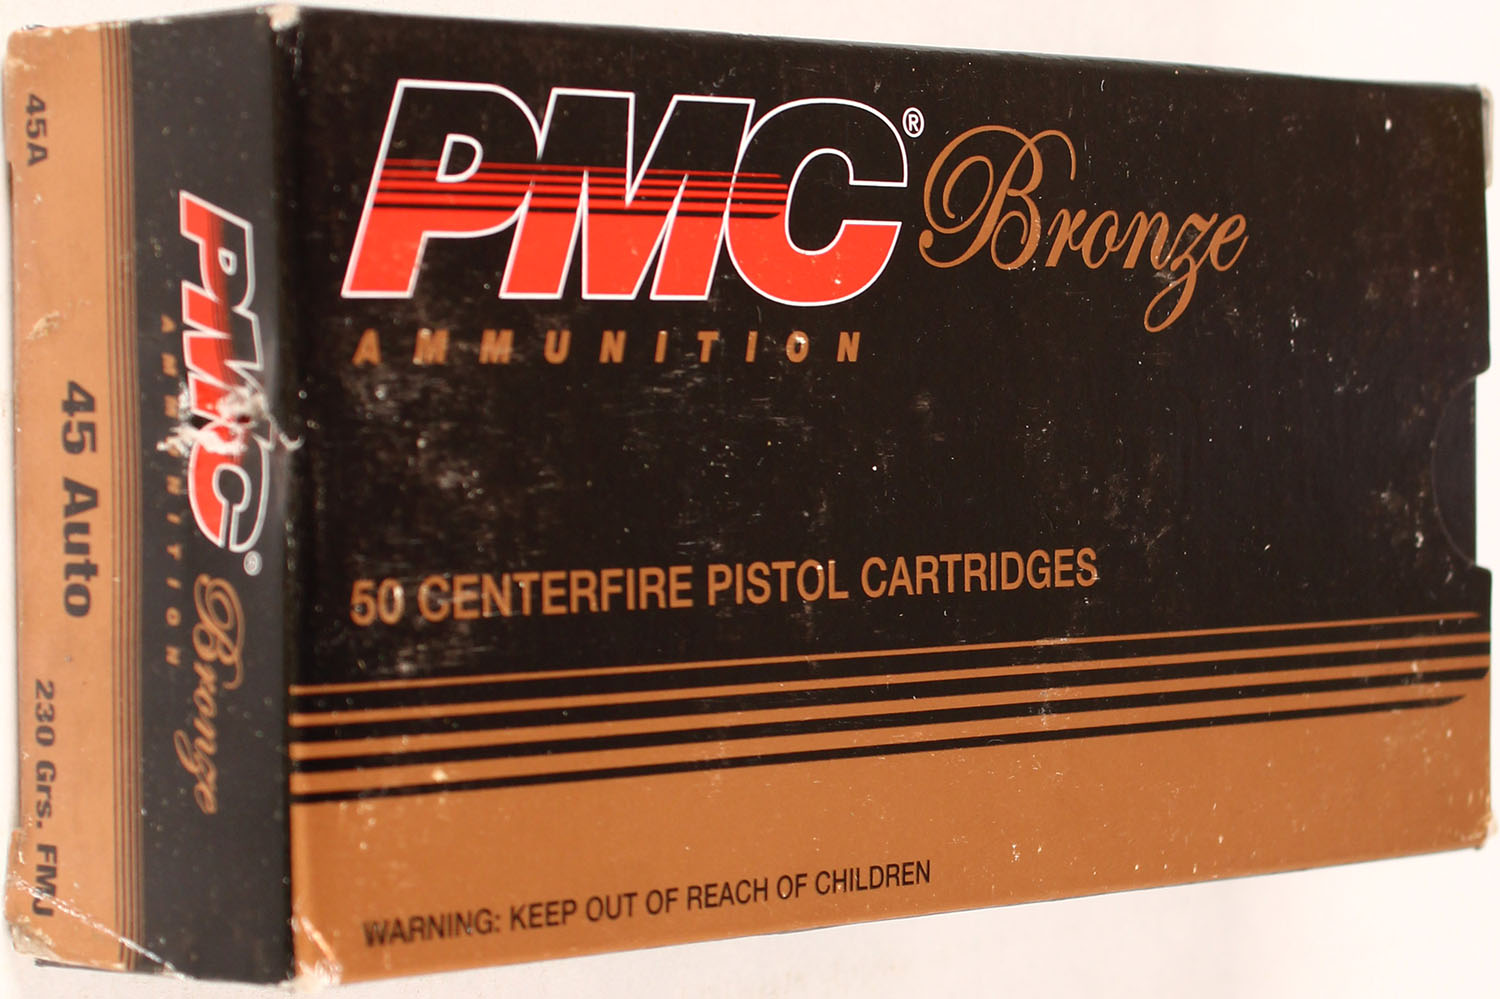 PMC® Bronze
AMMUNITION
50 CENTERFIRE PISTOL CARTRIDGES
WARNING: KEEP OUT OF REACH OF CHILDREN
PMC® Bronze
AMMUNITION
45A
45 Auto
230 Grs. FMJ